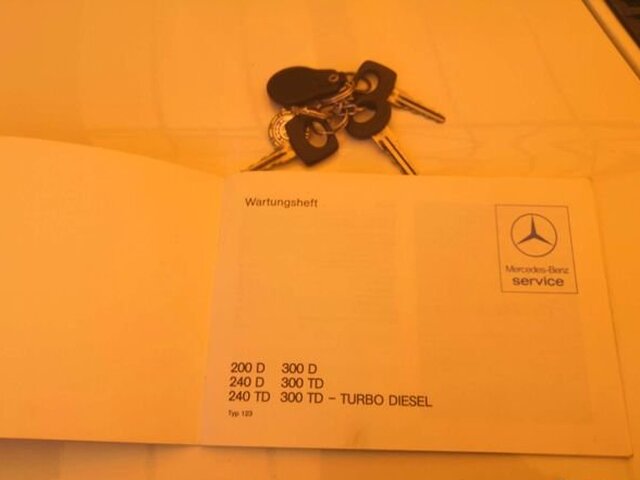 Wartungsheft
Mercedes-Benz
service
200 D 300 D
240 D 300 TD
240 TD 300 TD – TURBO DIESEL
Typ 123